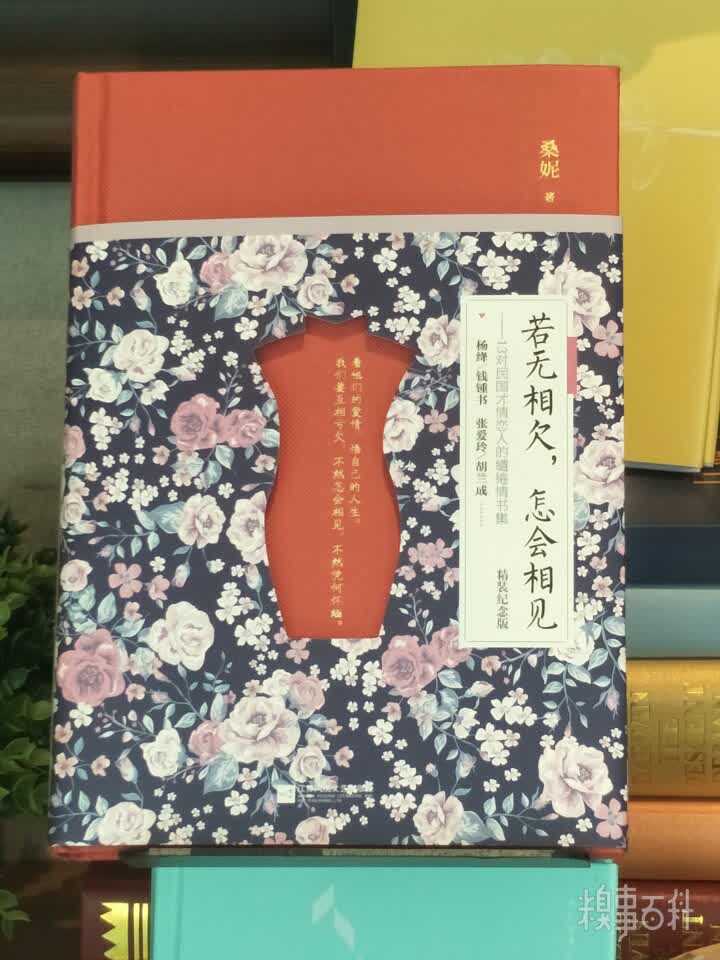 桑妮
著
若无相欠，怎会相见
——13对民国才情恋人的缱绻情书集
杨绛 钱锺书 张爱玲 胡兰成……
精装纪念版
看他们的爱情 悟自己的人生。
我们要互相亏欠，不然怎会相见，不然凭何怀缅。
糗事百科